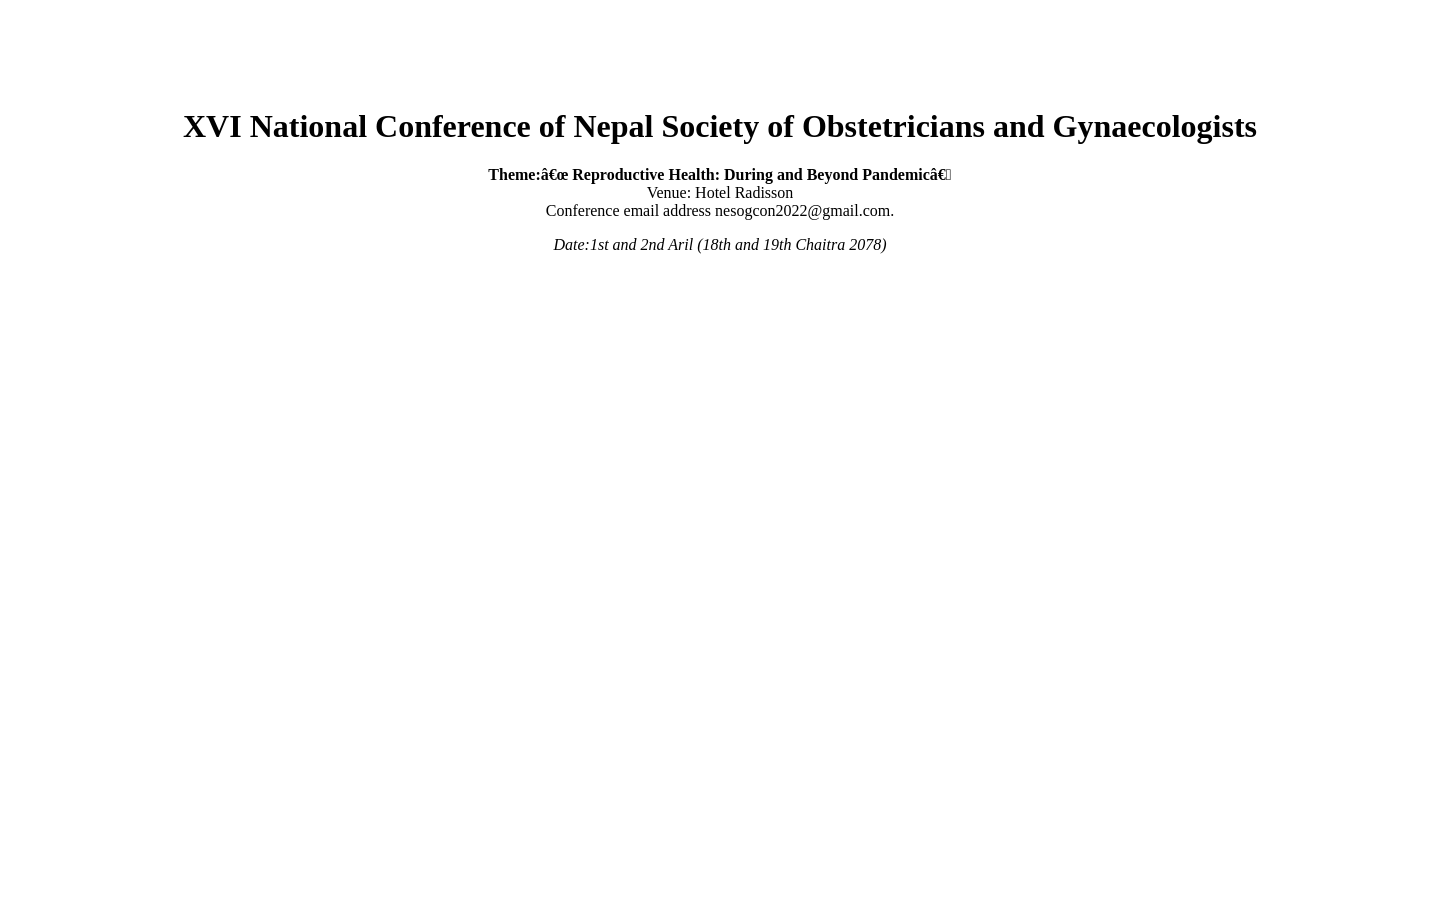 XVI National Conference of Nepal Society of Obstetricians and Gynaecologists
Theme:â€œ Reproductive Health: During and Beyond Pandemicâ€
Venue: Hotel Radisson
Conference email address nesogcon2022@gmail.com.
Date:1st and 2nd Aril (18th and 19th Chaitra 2078)